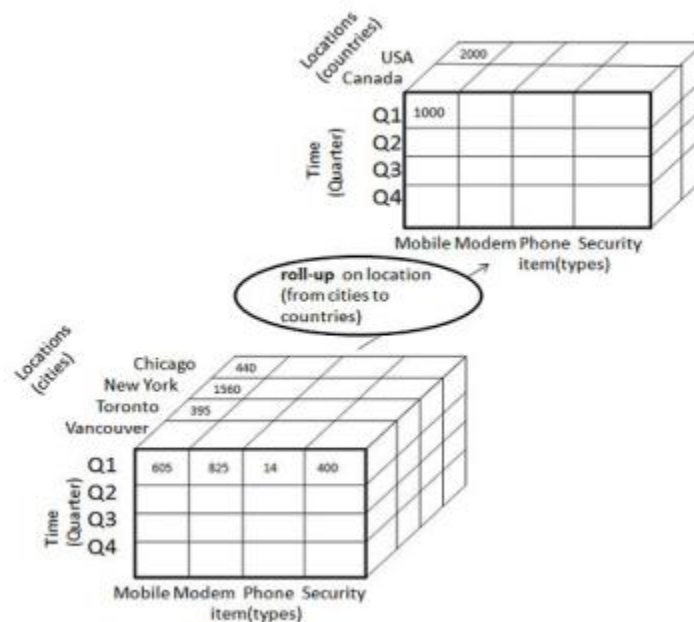 Locations
(countries)
USA
Canada
2000
Time
(Quarter)
Q1
Q2
Q3
Q4
1000
Mobile Modem Phone Security
item(types)
roll-up on location
(from cities to
countries)
Locations
(cities)
Chicago
New York
Toronto
Vancouver
440
1560
395
Time
(Quarter)
Q1
Q2
Q3
Q4
605 825 14 400
Mobile Modem Phone Security
item(types)